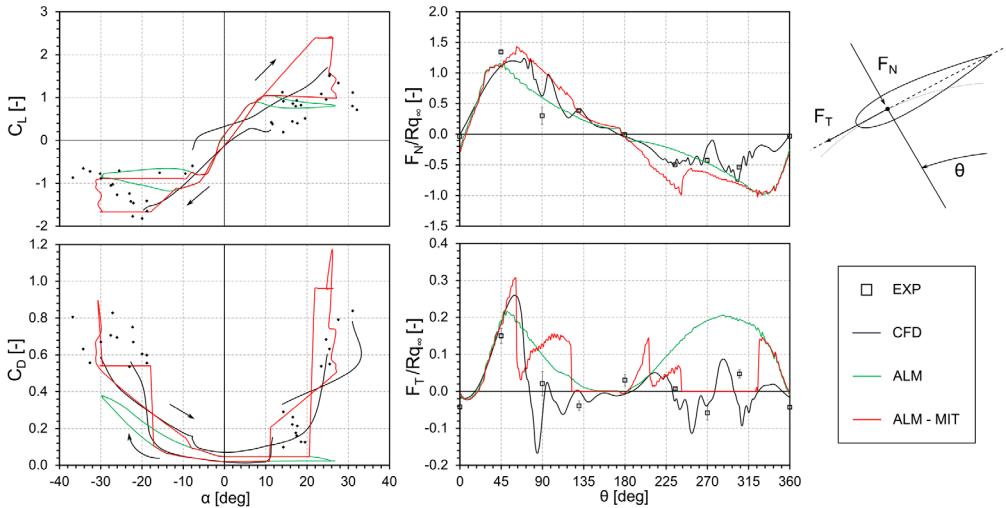 3
2
1
0
-1
-2
C_L [-]
1.2
1.0
0.8
0.6
0.4
0.2
0.0
C_D [-]
-40 -30 -20 -10 0 10 20 30 40
α [deg]
2.0
1.5
1.0
0.5
0.0
-0.5
-1.0
-1.5
F_N/Rq_∞ [-]
0.4
0.3
0.2
0.1
0.0
-0.1
-0.2
F_T/Rq_∞ [-]
0 45 90 135 180 225 270 315 360
θ [deg]
F_N
F_T
θ
EXP
CFD
ALM
ALM - MIT